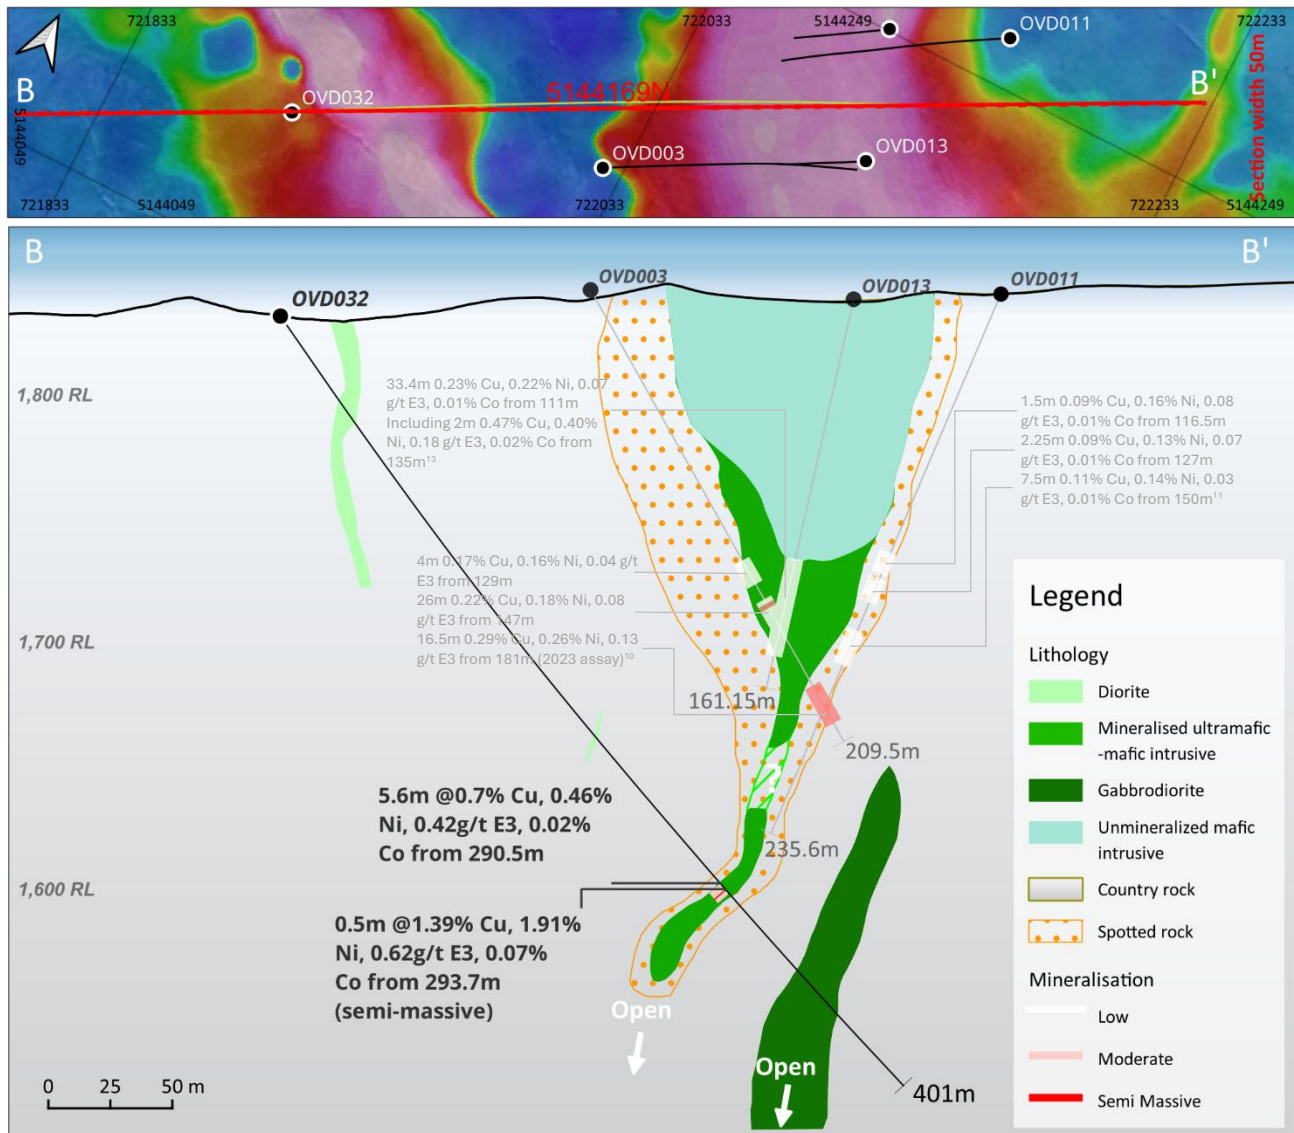 721833
722033
5144249
OVD011
722233
B
OVD032
5144169N
B'
Section width 50m
5144049
OVD003
OVD013
721833
5144049
722033
722233
5144249
B
B'
OVD003
OVD013
OVD011
OVD032
1,800 RL
33.4m 0.23% Cu, 0.22% Ni, 0.07
g/t E3, 0.01% Co from 111m
Including 2m 0.47% Cu, 0.40%
Ni, 0.18 g/t E3, 0.02% Co from
135m¹³
1.5m 0.09% Cu, 0.16% Ni, 0.08
g/t E3, 0.01% Co from 116.5m
2.25m 0.09% Cu, 0.13% Ni, 0.07
g/t E3, 0.01% Co from 127m
7.5m 0.11% Cu, 0.14% Ni, 0.03
g/t E3, 0.01% Co from 150m¹¹
4m 0.17% Cu, 0.16% Ni, 0.04 g/t
E3 from 129m
26m 0.22% Cu, 0.18% Ni, 0.08
g/t E3 from 147m
16.5m 0.29% Cu, 0.26% Ni, 0.13
g/t E3 from 181m (2023 assay)¹⁰
1,700 RL
161.15m
209.5m
?
235.6m
5.6m @0.7% Cu, 0.46%
Ni, 0.42g/t E3, 0.02%
Co from 290.5m
1,600 RL
0.5m @1.39% Cu, 1.91%
Ni, 0.62g/t E3, 0.07%
Co from 293.7m
(semi-massive)
Open
Open
401m
0 25 50 m
Legend
Lithology
Diorite
Mineralised ultramafic
-mafic intrusive
Gabbrodiorite
Unmineralized mafic
intrusive
Country rock
Spotted rock
Mineralisation
Low
Moderate
Semi Massive